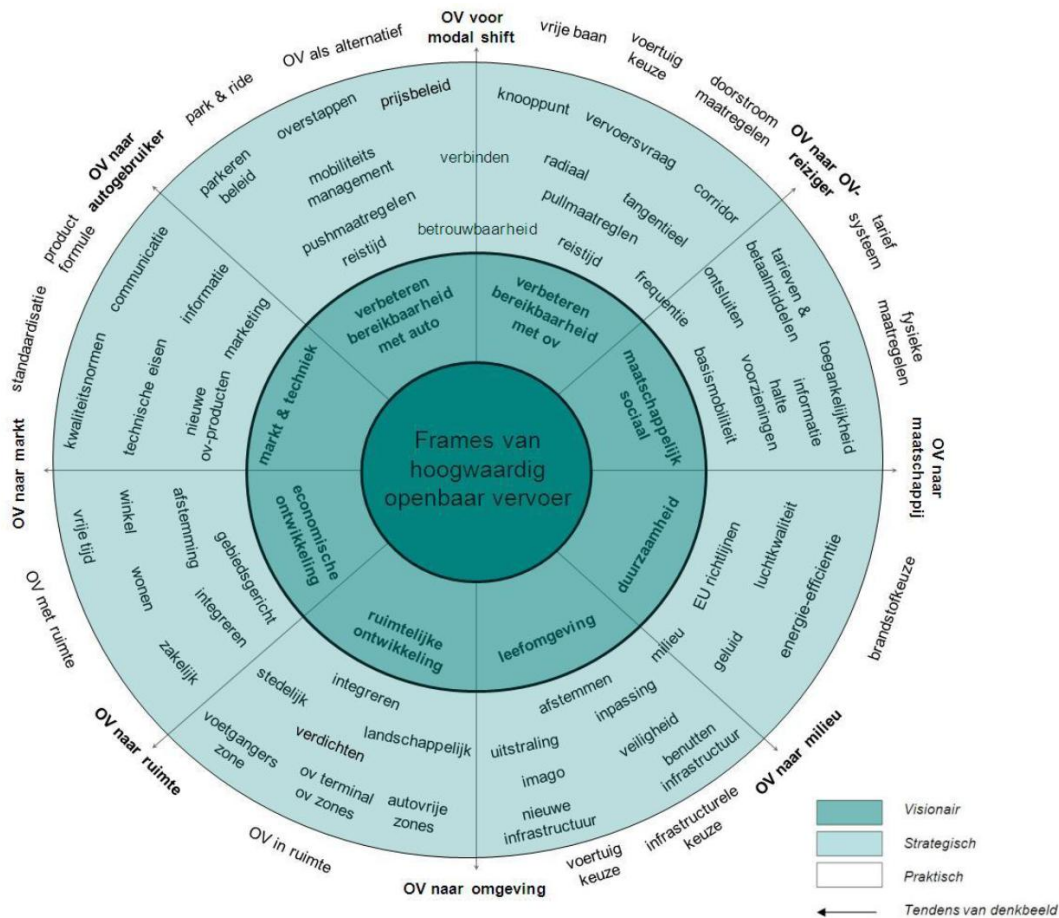 OV voor
modal shift
vrije baan
voertuig
keuze
doorstroom
maatregelen
OV naar OV-
reiziger
tarief
systeem
fysieke
maatregelen
OV naar
maatschappij
brandstofkeuze
OV naar milieu
infrastructurele
keuze
voertuig
keuze
OV naar omgeving
OV in ruimte
OV naar ruimte
OV met ruimte
OV naar markt
standaardisatie
product
formule
OV naar
autogebruiker
park & ride
OV als alternatief
prijsbeleid
overstappen
parkeren
beleid
mobiliteits
management
pushmaatregelen
reistijd
verbinden
betrouwbaarheid
knooppunt
vervoersvraag
corridor
radiaal
tangentieel
pullmaatreglen
reistijd
frequentie
ontsluiten
tarieven &
betaalmiddelen
toegankelijkheid
halte
informatie
voorzieningen
basismobiliteit
EU richtlijnen
luchtkwaliteit
energie-efficientie
milieu
geluid
afstemmen
inpassing
veiligheid
benutten
infrastructuur
uitstraling
imago
nieuwe
infrastructuur
integreren
stedelijk
landschappelijk
verdichten
voetgangers
zone
ov terminal
ov zones
autovrije
zones
gebiedsgericht
afstemming
integreren
winkel
wonen
zakelijk
vrije tijd
kwaliteitsnormen
technische eisen
nieuwe
ov-producten
marketing
informatie
communicatie
verbeteren
bereikbaarheid
met auto
verbeteren
bereikbaarheid
met ov
maatschappelijk
sociaal
duurzaamheid
leefomgeving
ruimtelijke
ontwikkeling
economische
ontwikkeling
markt & techniek
Frames van
hoogwaardig
openbaar vervoer
Visionair
Strategisch
Praktisch
Tendens van denkbeeld